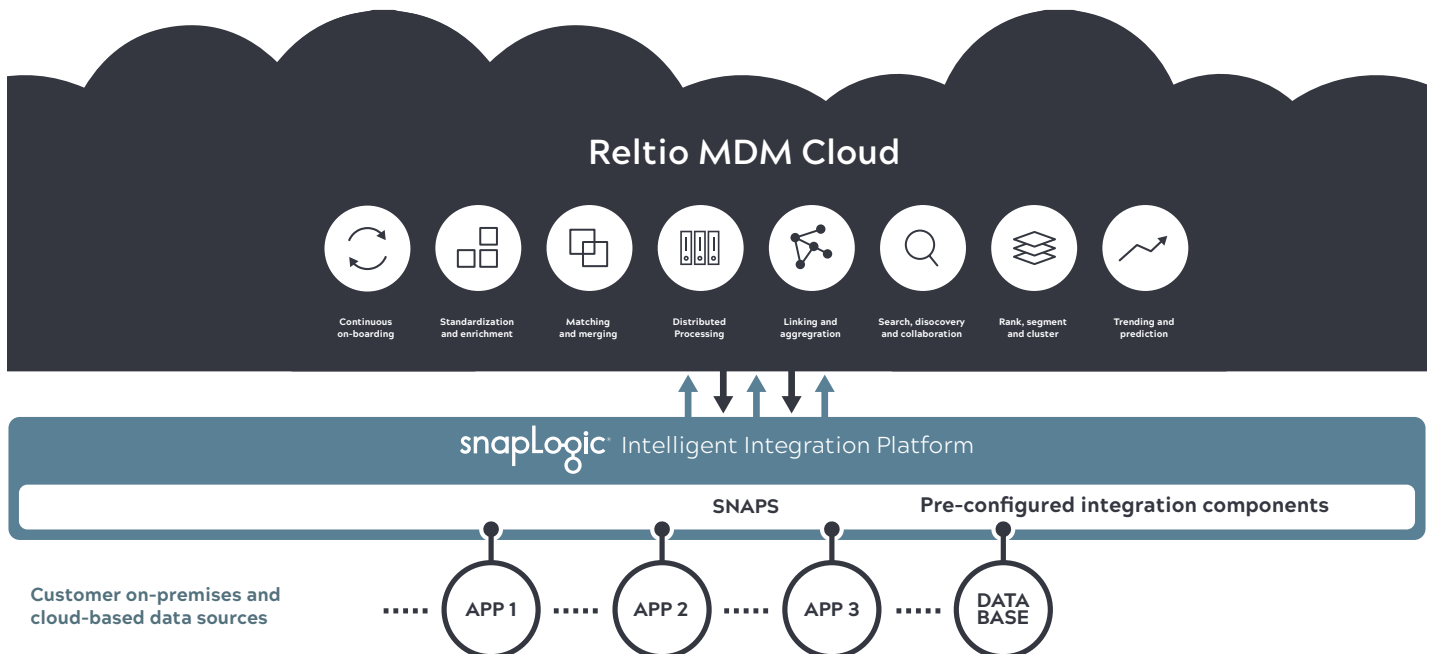 Reltio MDM Cloud
Continuous
on-boarding
Standardization
and enrichment
Matching
and merging
Distributed
Processing
Linking and
aggregregation
Search, disocovery
and collaboration
Rank, segment
and cluster
Trending and
prediction
snapLogic Intelligent Integration Platform
SNAPS
Pre-configured integration components
Customer on-premises and
cloud-based data sources
APP 1
APP 2
APP 3
DATA
BASE